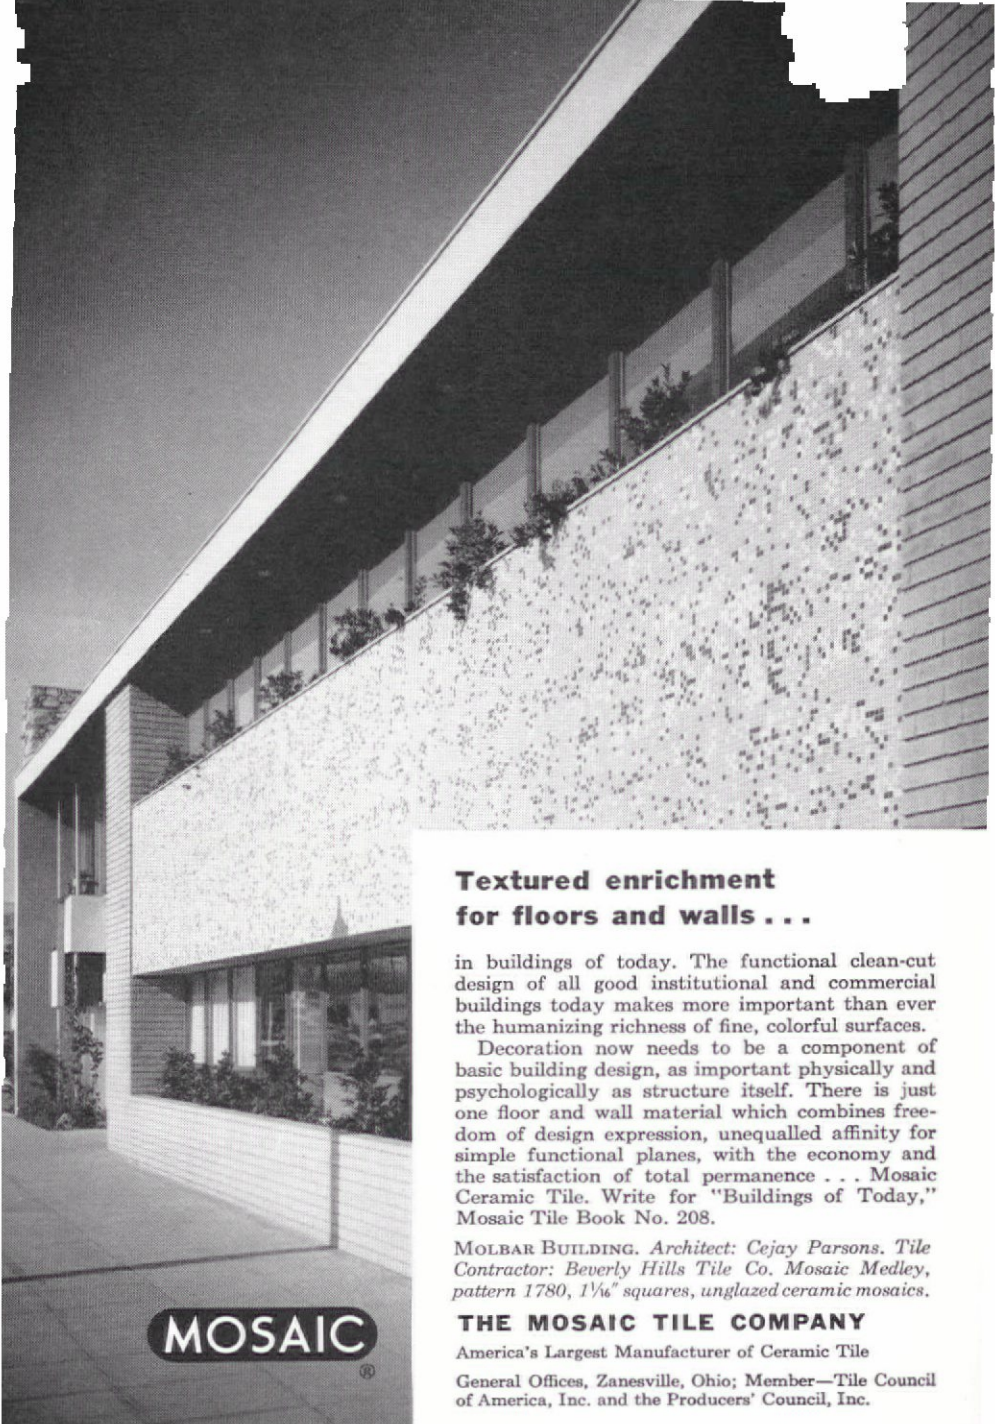 Textured enrichment
for floors and walls . . .
in buildings of today. The functional clean-cut
design of all good institutional and commercial
buildings today makes more important than ever
the humanizing richness of fine, colorful surfaces.
Decoration now needs to be a component of
basic building design, as important physically and
psychologically as structure itself. There is just
one floor and wall material which combines free-
dom of design expression, unequalled affinity for
simple functional planes, with the economy and
the satisfaction of total permanence . . . Mosaic
Ceramic Tile. Write for "Buildings of Today,"
Mosaic Tile Book No. 208.
MOLBAR BUILDING. Architect: Cejay Parsons. Tile
Contractor: Beverly Hills Tile Co. Mosaic Medley,
pattern 1780, 1 1/16" squares, unglazed ceramic mosaics.
MOSAIC
®
THE MOSAIC TILE COMPANY
America's Largest Manufacturer of Ceramic Tile
General Offices, Zanesville, Ohio; Member—Tile Council
of America, Inc. and the Producers' Council, Inc.